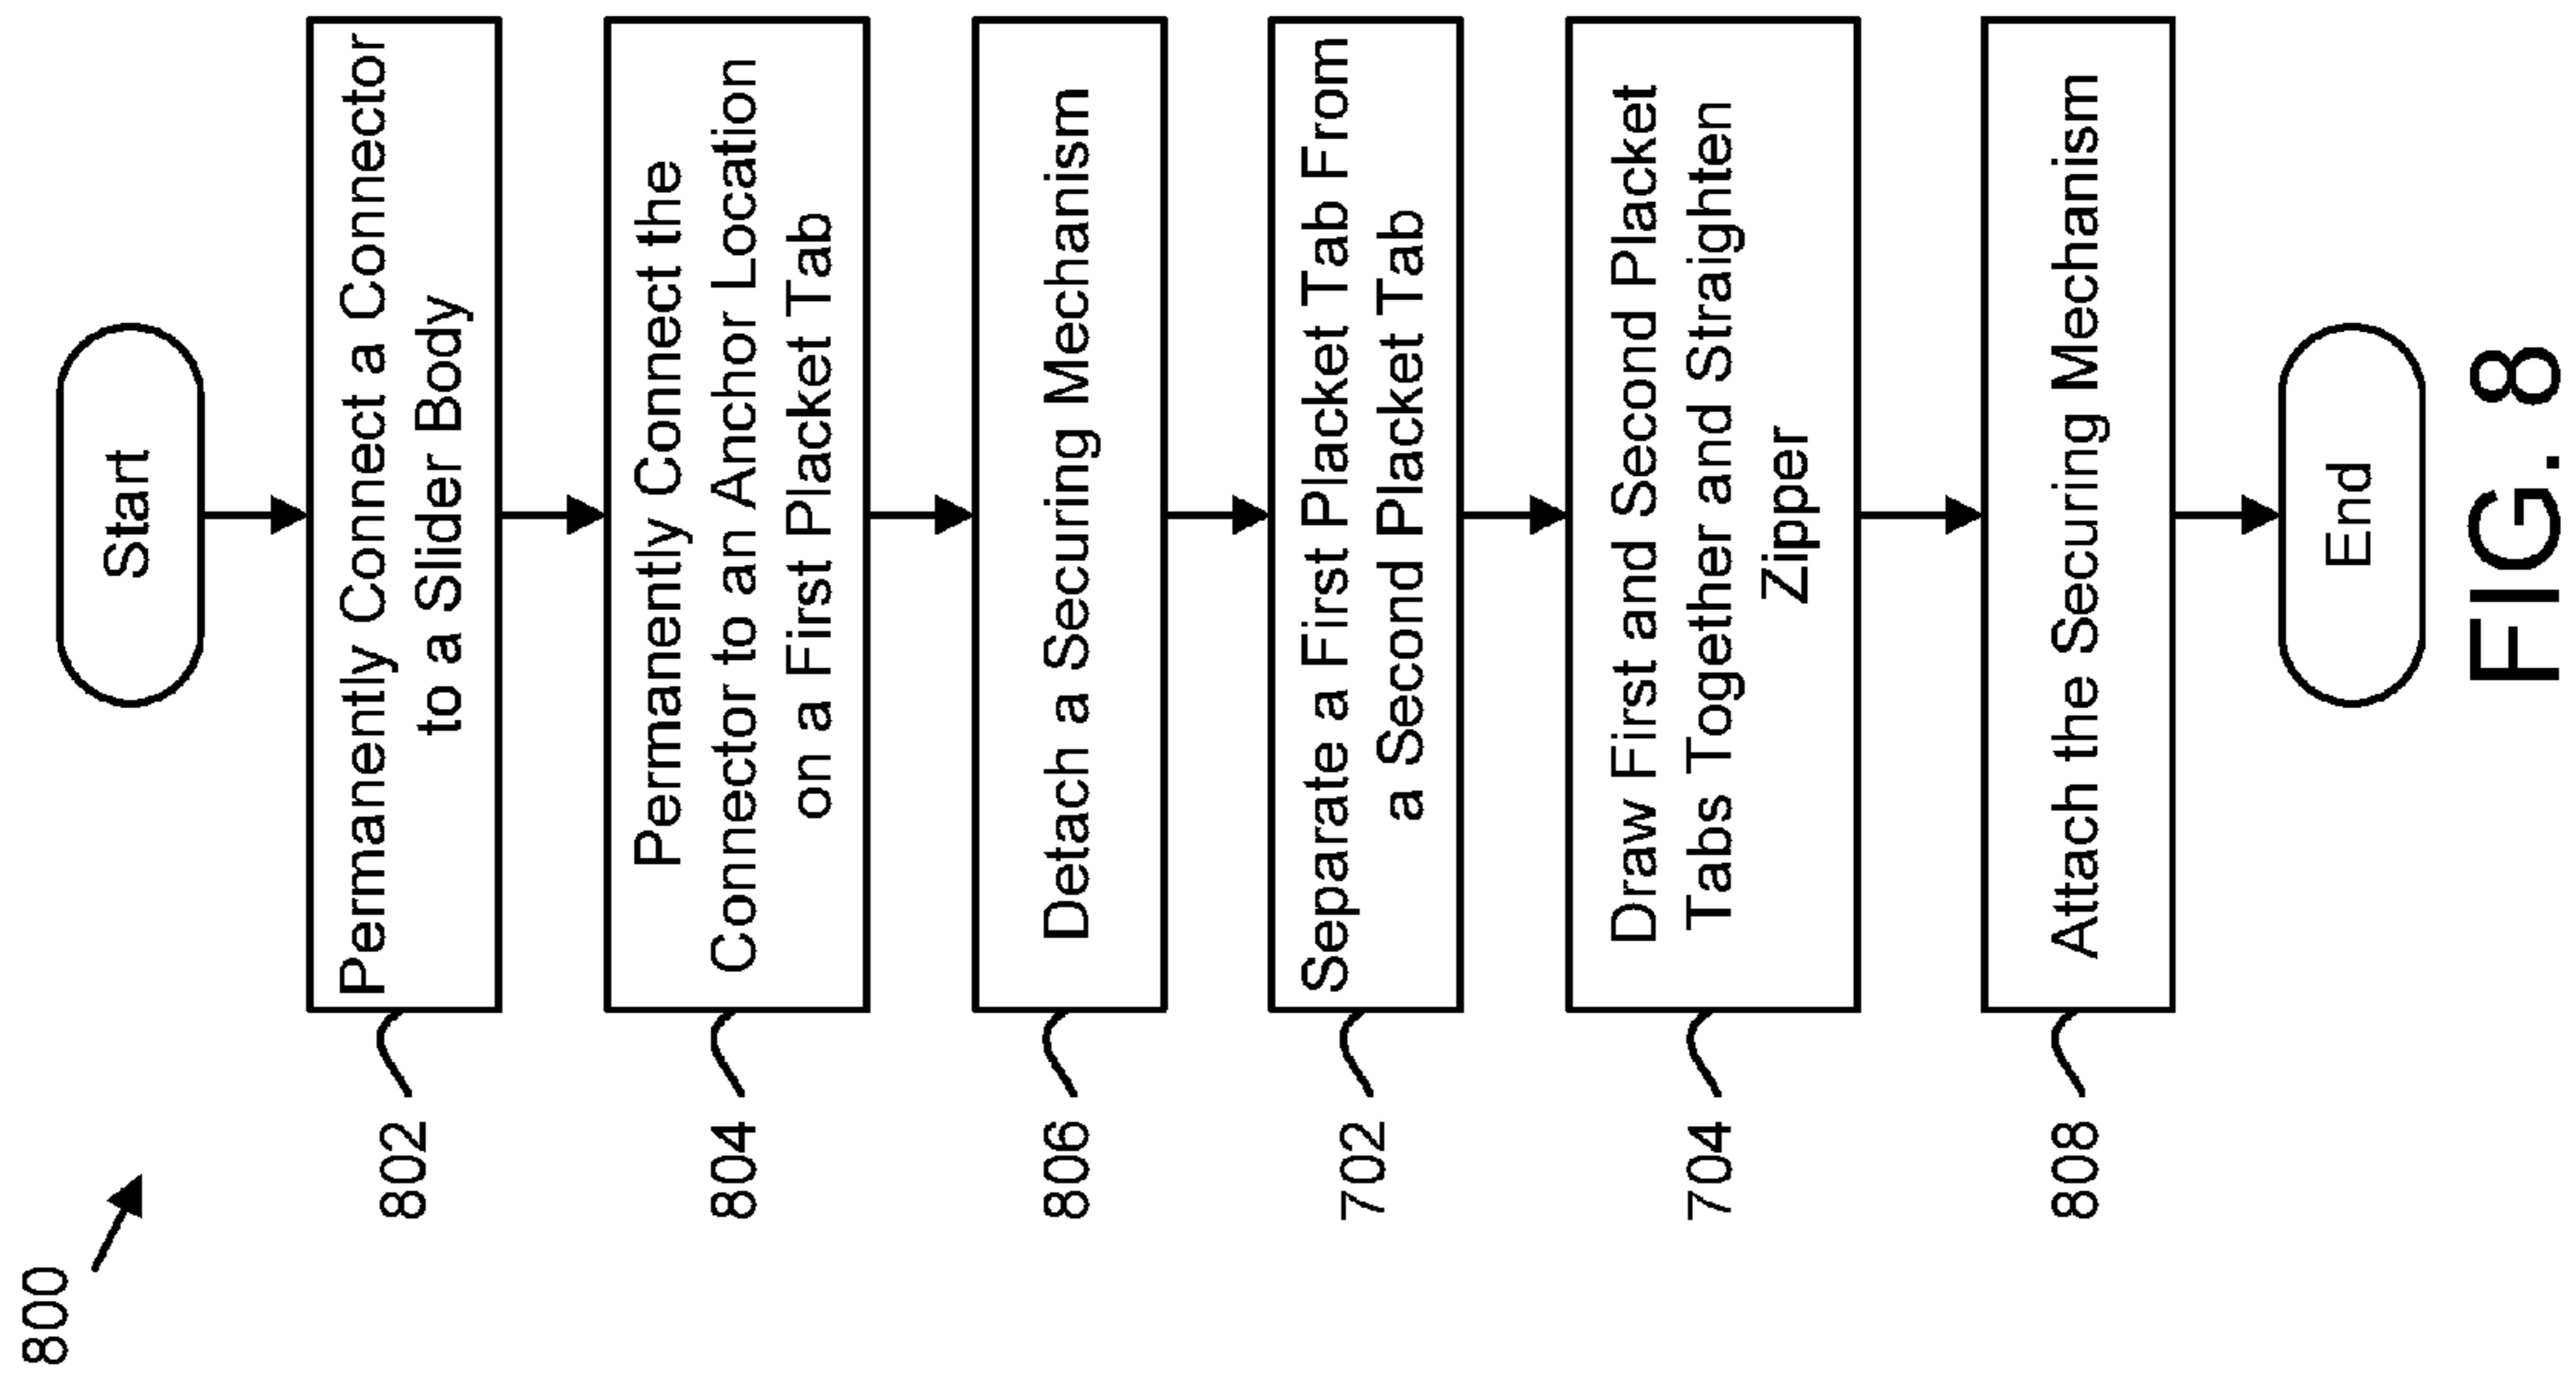 800
Start
802
Permanently Connect a Connector
to a Slider Body
804
Permanently Connect the
Connector to an Anchor Location
on a First Placket Tab
806
Detach a Securing Mechanism
702
Separate a First Placket Tab From
a Second Placket Tab
704
Draw First and Second Placket
Tabs Together and Straighten
Zipper
808
Attach the Securing Mechanism
End
FIG. 8